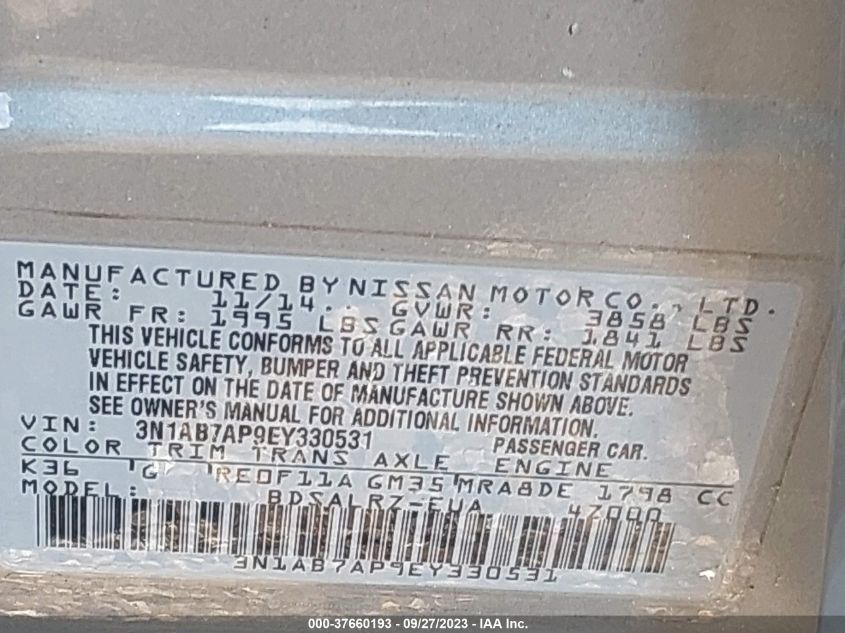 MANUFACTURED BY NISSAN MOTOR CO., LTD.
DATE: 11/14 GVWR: 3858 LBS
GAWR FR: 1995 LBS GAWR RR: 1841 LBS
THIS VEHICLE CONFORMS TO ALL APPLICABLE FEDERAL MOTOR
VEHICLE SAFETY, BUMPER AND THEFT PREVENTION STANDARDS
IN EFFECT ON THE DATE OF MANUFACTURE SHOWN ABOVE.
SEE OWNER'S MANUAL FOR ADDITIONAL INFORMATION.
VIN: 3N1AB7AP9EY330531 PASSENGER CAR.
COLOR TRIM TRANS AXLE ENGINE
K36 G RE0F11A GM35 MRA8DE 1798 CC
MODEL: BDSALRZ-EUA 47000
3N1AB7AP9EY330531
000-37660193 - 09/27/2023 - IAA Inc.